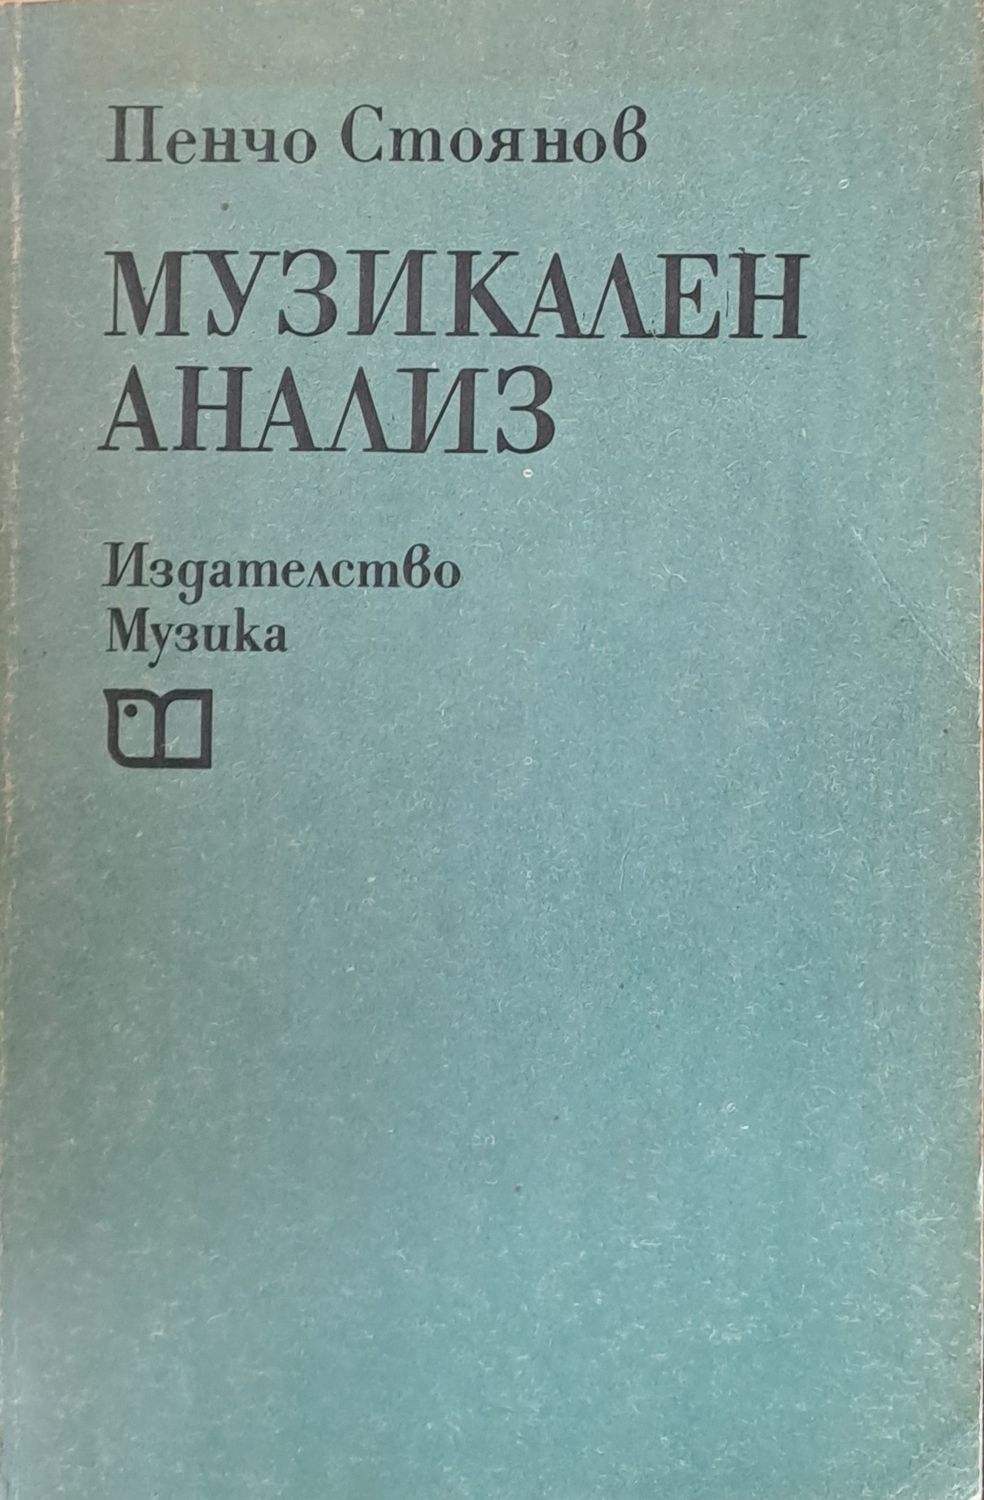 Пенчо Стоянов
МУЗИКАЛЕН
АНАЛИЗ
Издателство
Музика